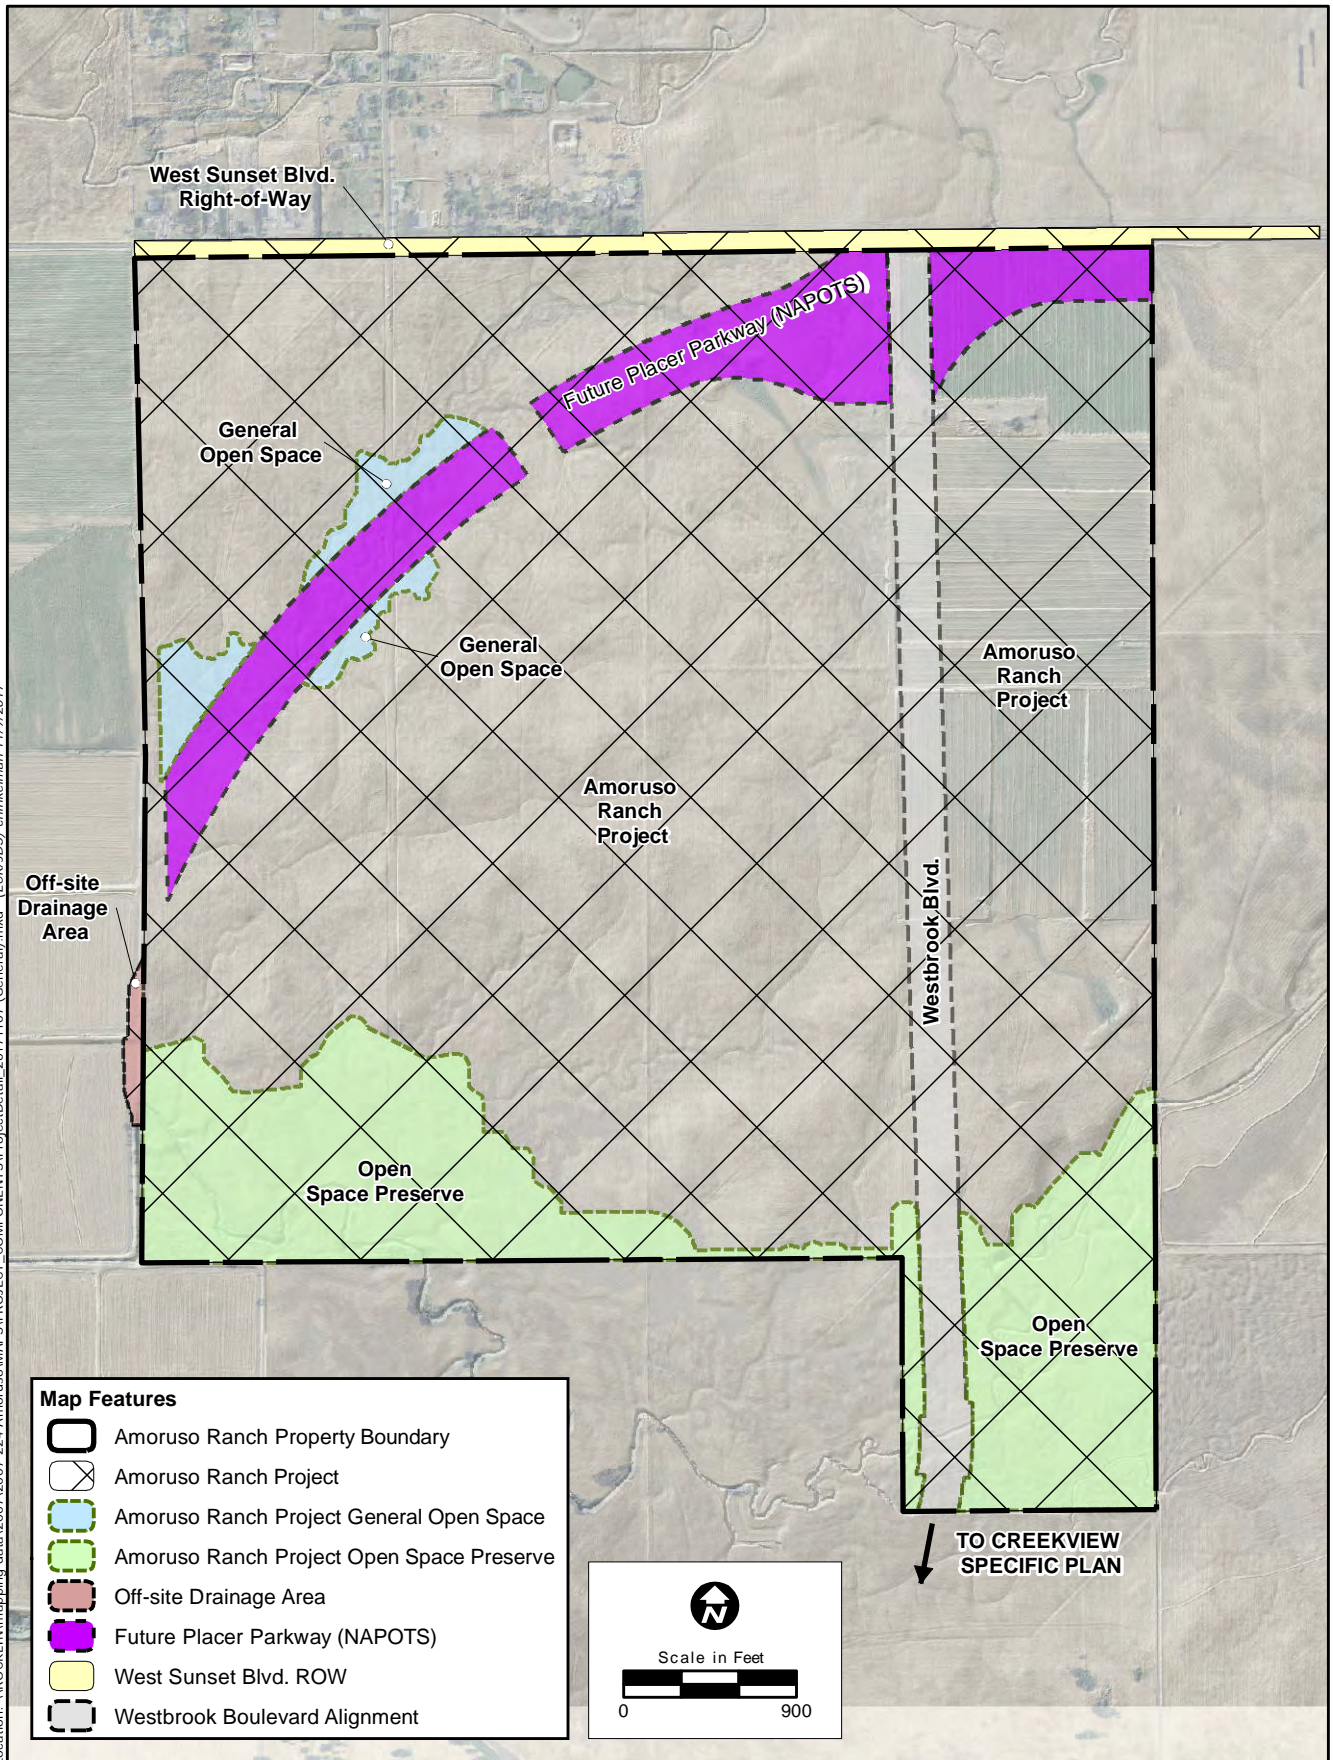 West Sunset Blvd.
Right-of-Way
Future Placer Parkway (NAPOTS)
General
Open Space
General
Open Space
Amoruso
Ranch
Project
Amoruso
Ranch
Project
Westbrook Blvd.
Off-site
Drainage
Area
Open
Space Preserve
Open
Space Preserve
TO CREEKVIEW
SPECIFIC PLAN
Map Features
Amoruso Ranch Property Boundary
Amoruso Ranch Project
Amoruso Ranch Project General Open Space
Amoruso Ranch Project Open Space Preserve
Off-site Drainage Area
Future Placer Parkway (NAPOTS)
West Sunset Blvd. ROW
Westbrook Boulevard Alignment
N
Scale in Feet
0 900